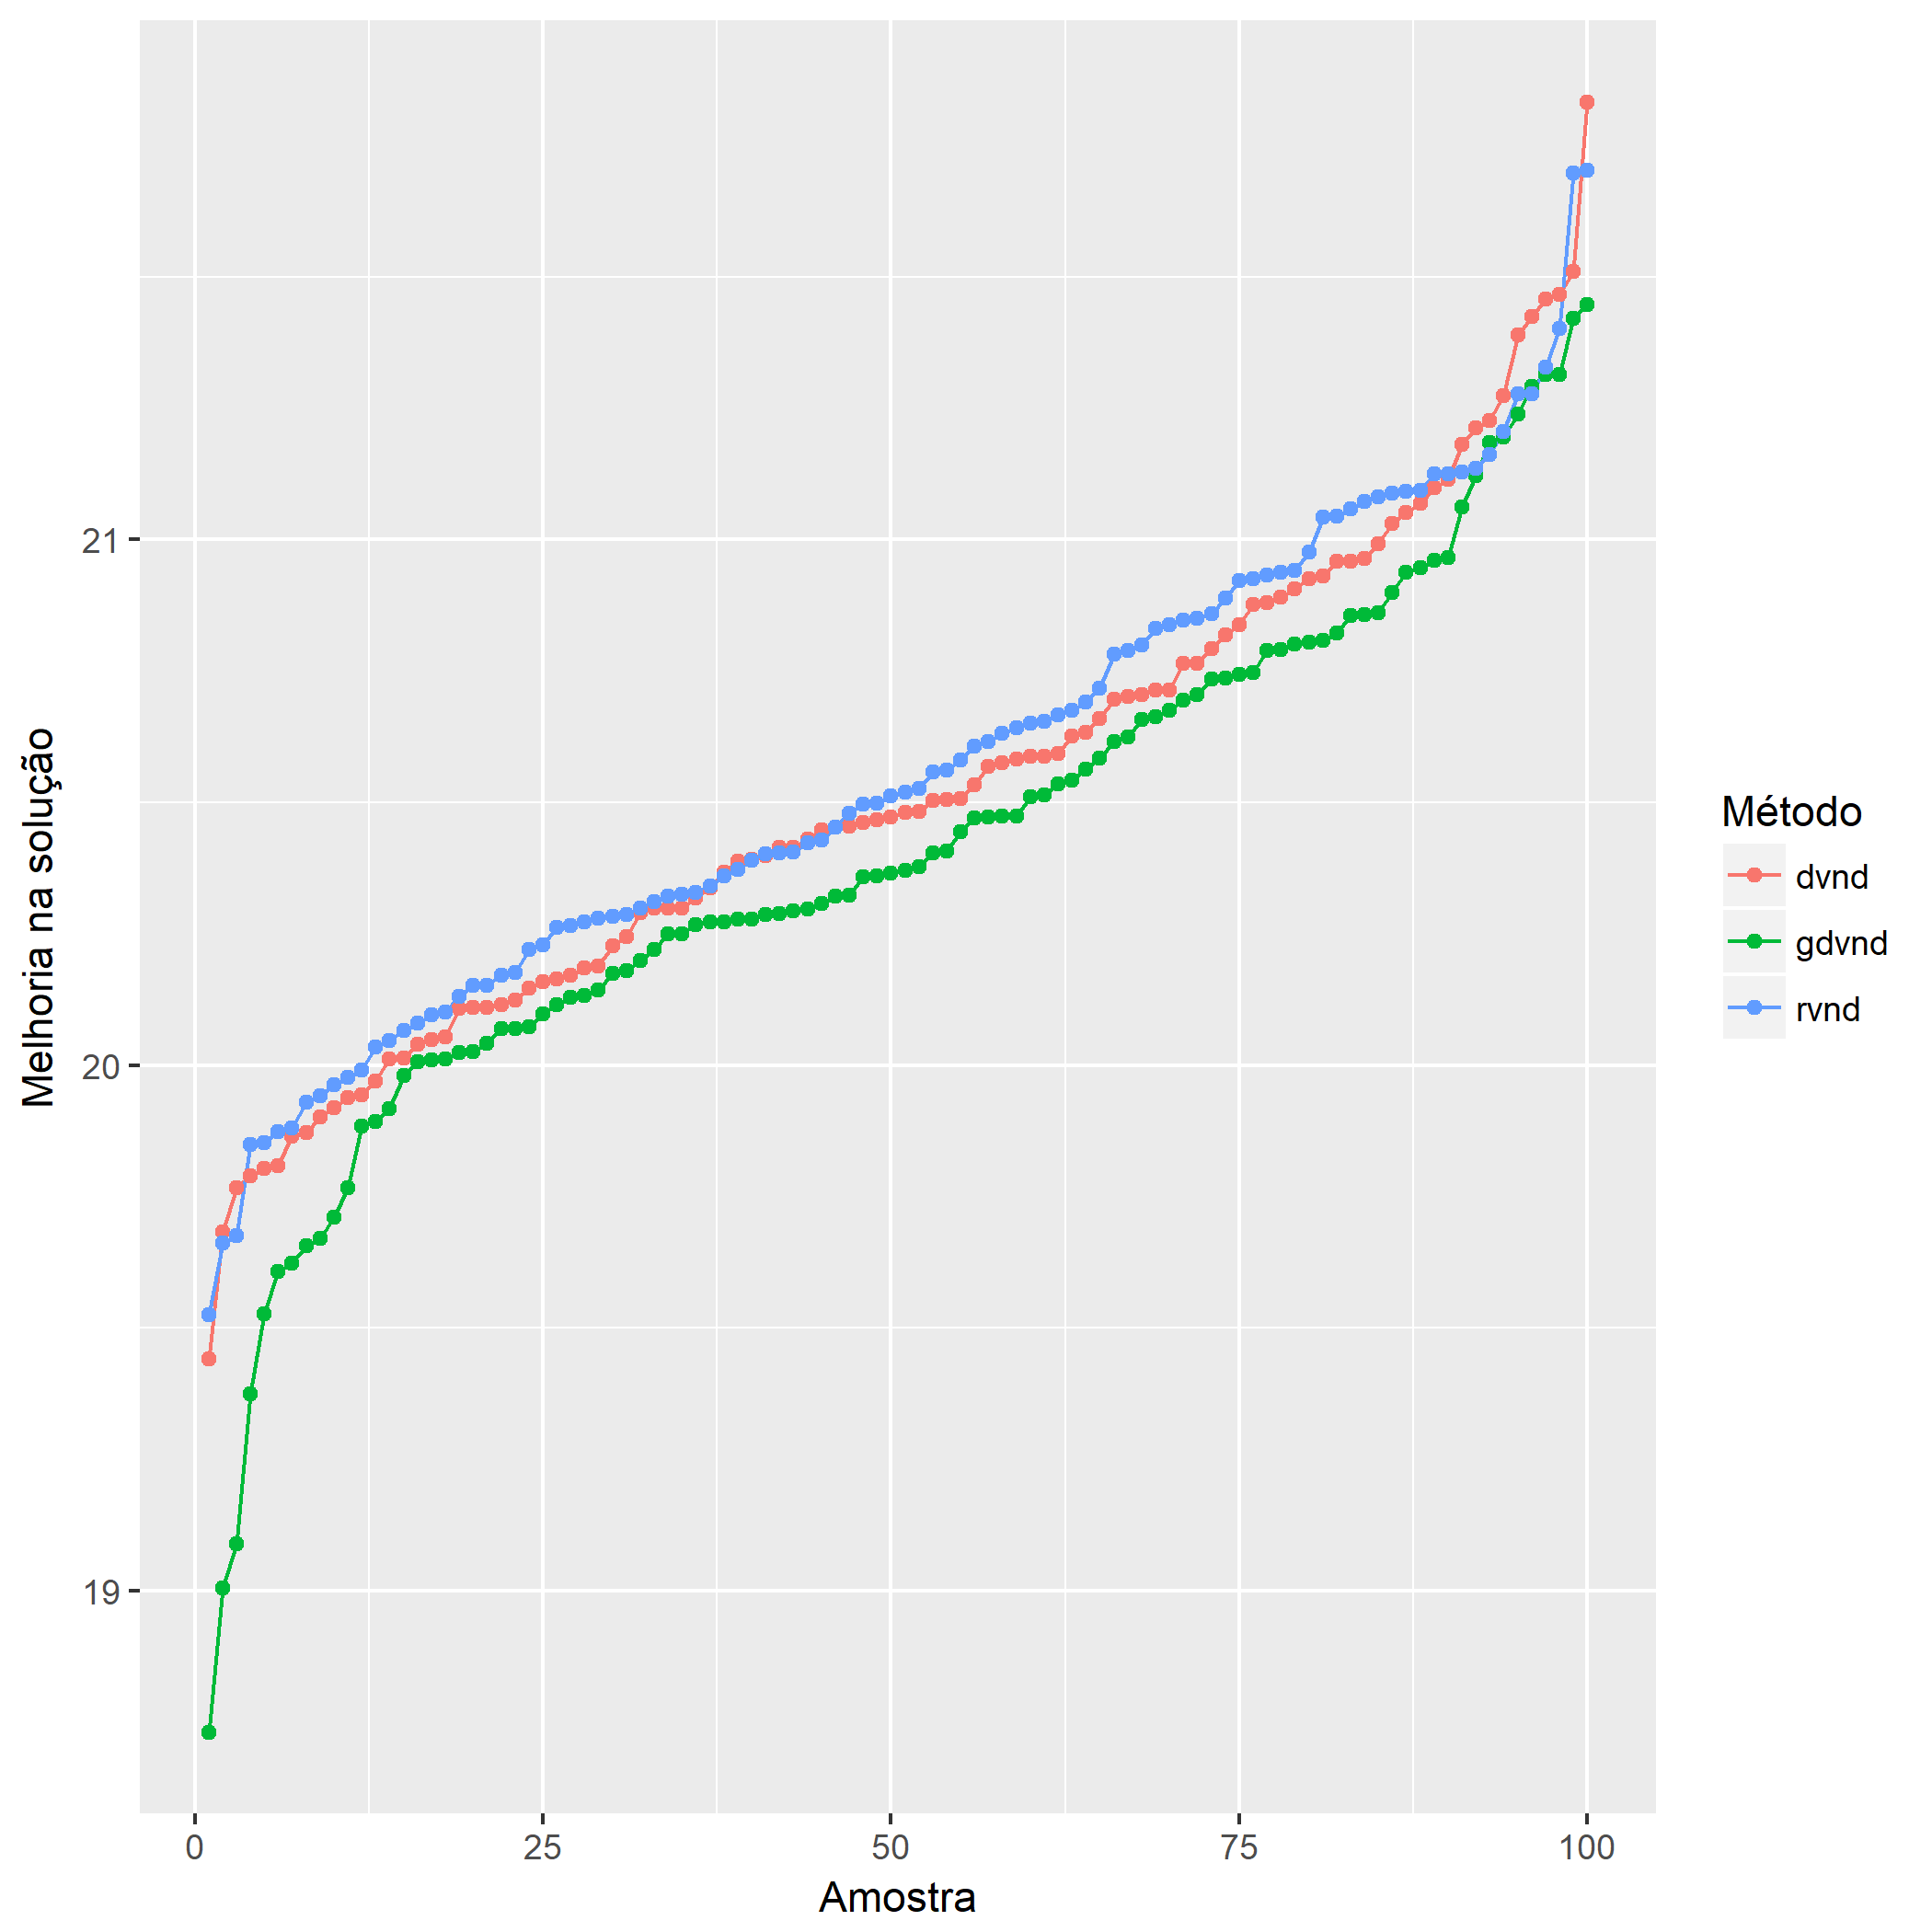 Melhoria na solução
21
20
19
0 25 50 75 100
Amostra
Método
dvnd
gdvnd
rvnd